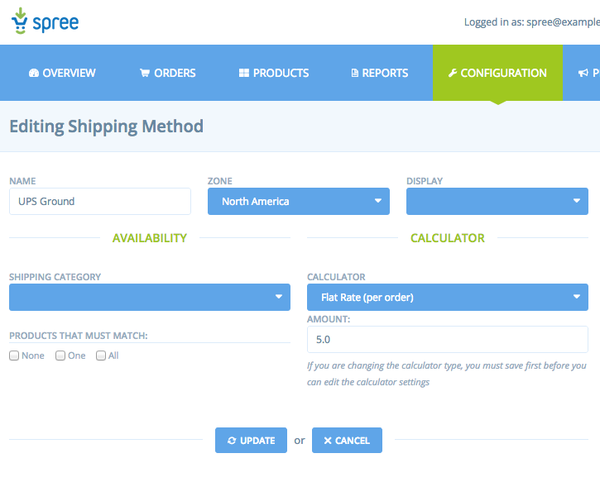 spree
Logged in as: spree@example
OVERVIEW
ORDERS
PRODUCTS
REPORTS
CONFIGURATION
P
Editing Shipping Method
NAME
ZONE
DISPLAY
UPS Ground
North America
AVAILABILITY
CALCULATOR
SHIPPING CATEGORY
CALCULATOR
Flat Rate (per order)
AMOUNT:
5.0
PRODUCTS THAT MUST MATCH:
None One All
If you are changing the calculator type, you must save first before you
can edit the calculator settings
UPDATE or CANCEL